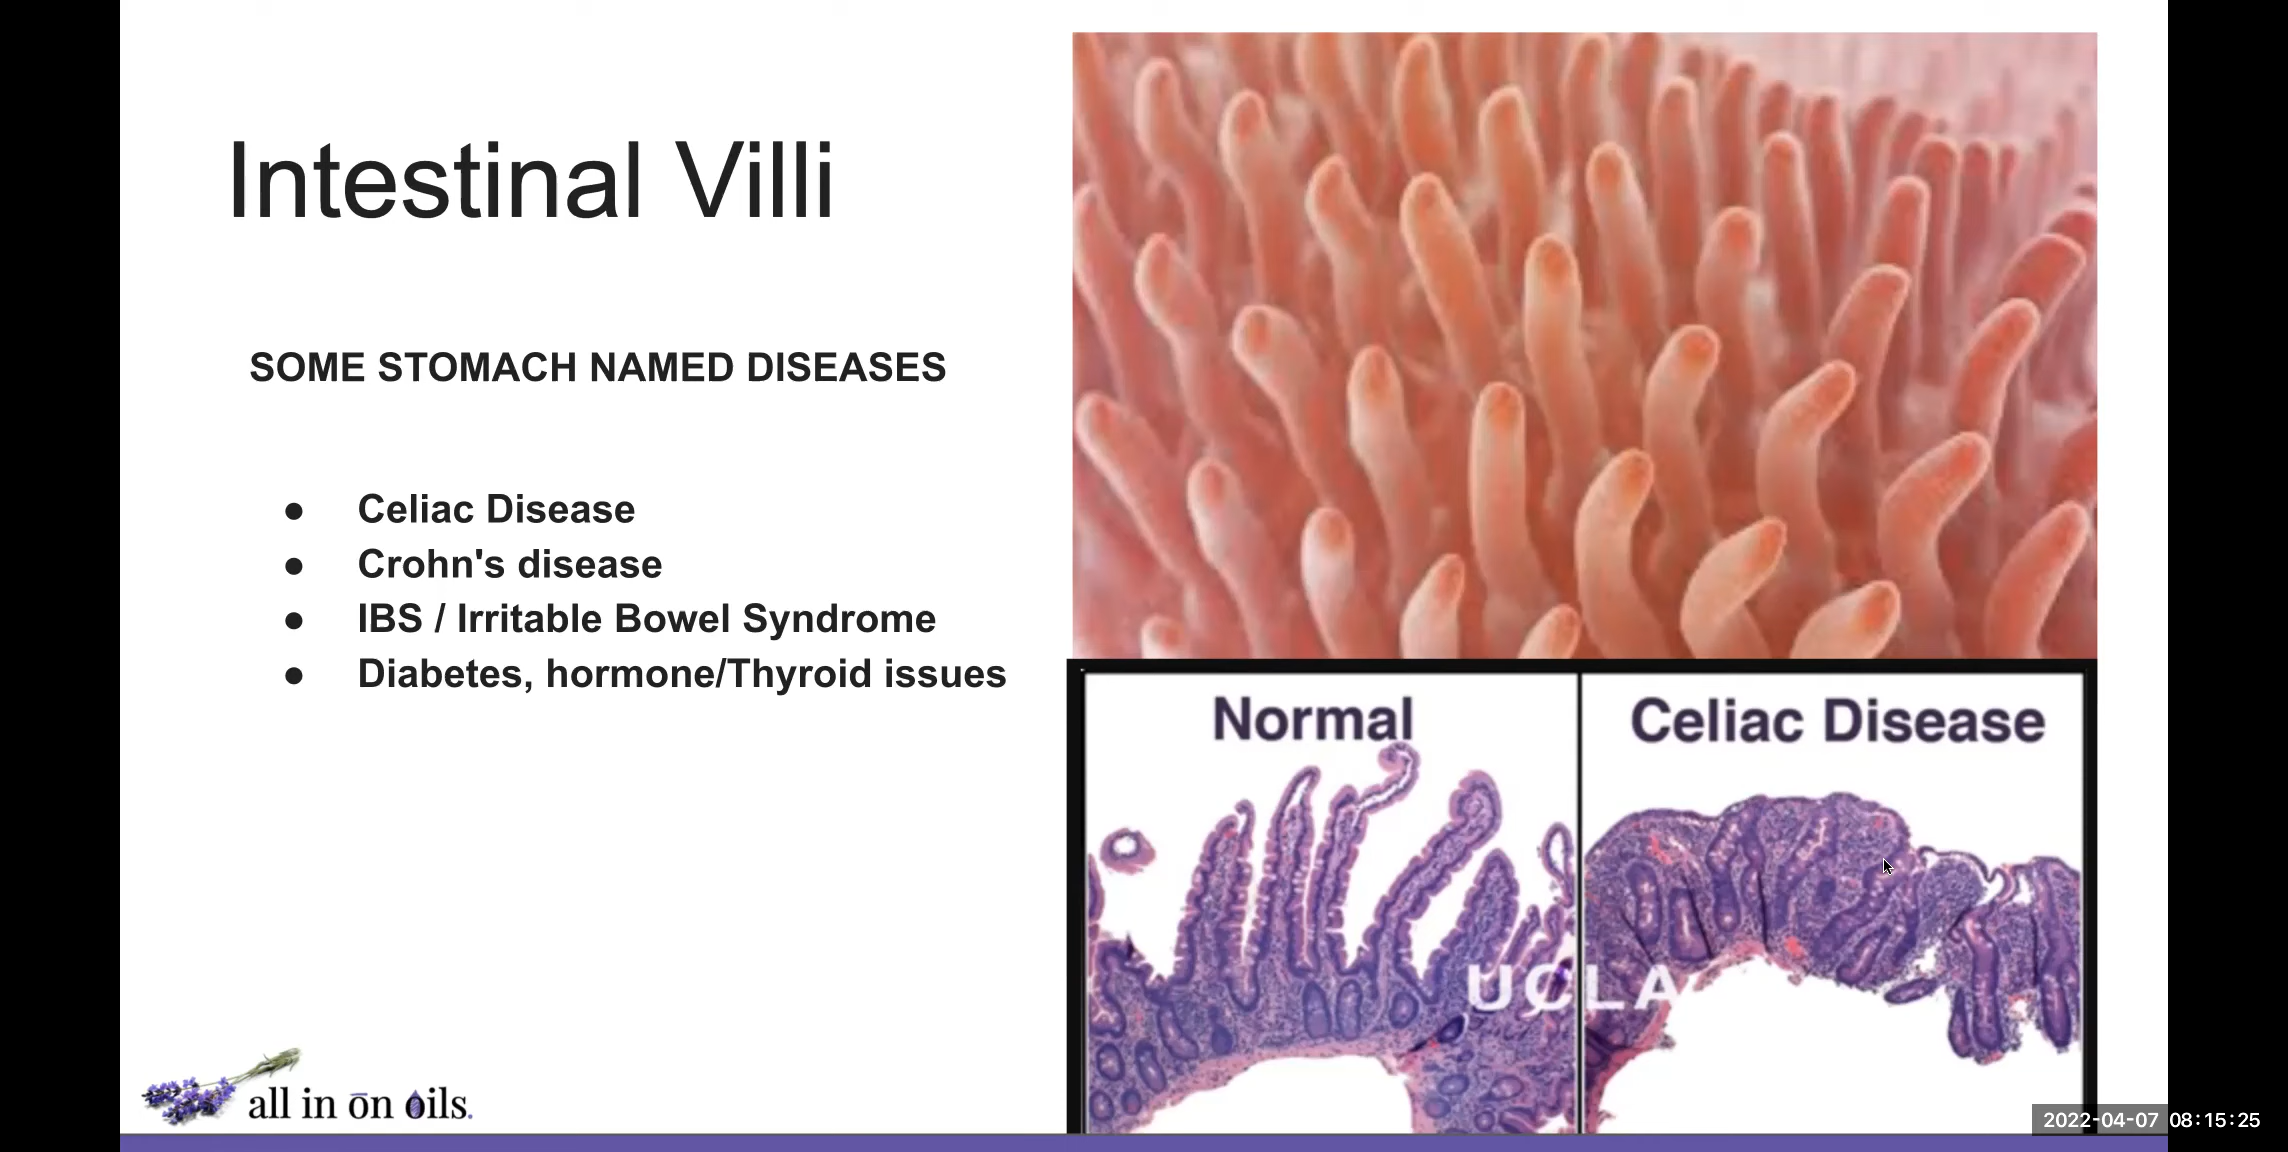 Intestinal Villi
SOME STOMACH NAMED DISEASES
● Celiac Disease
● Crohn's disease
● IBS / Irritable Bowel Syndrome
● Diabetes, hormone/Thyroid issues
Normal
Celiac Disease
UCLA
all in ōn oils.
2022-04-07 08:15:25